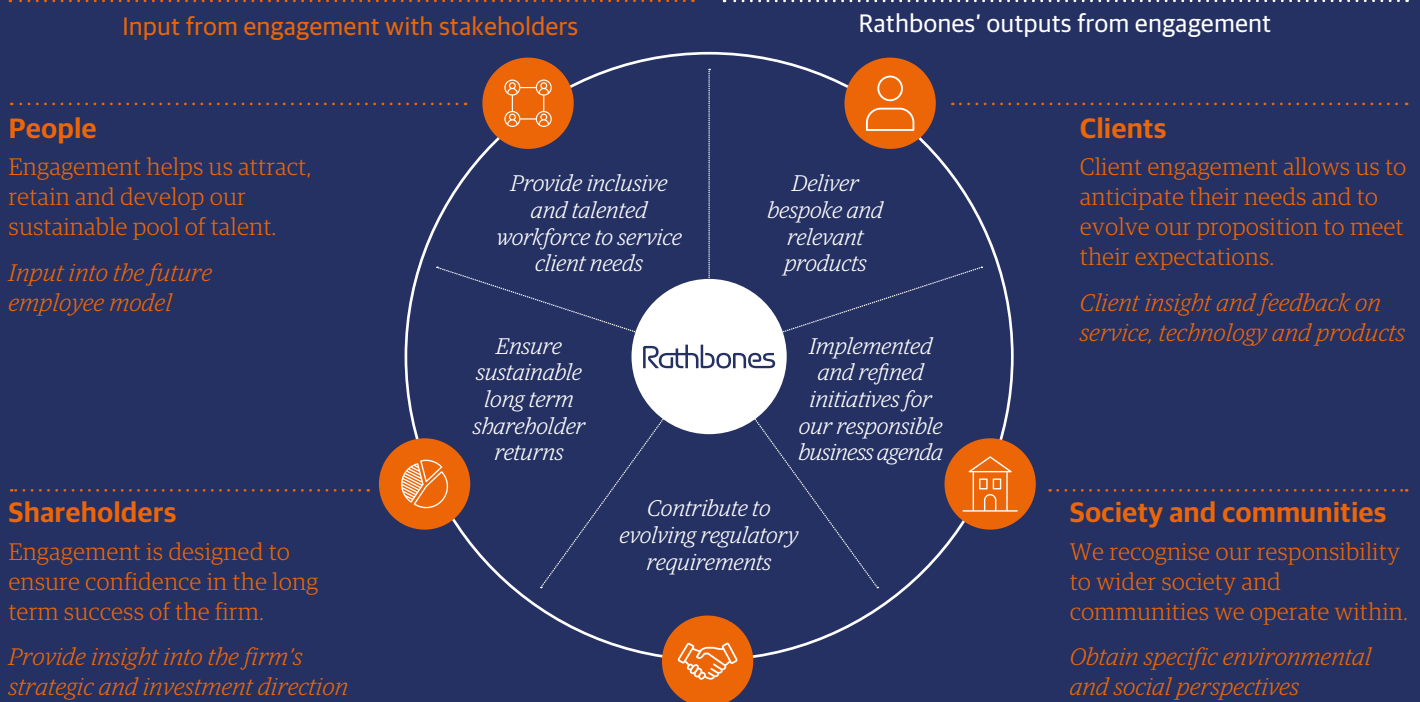 Input from engagement with stakeholders
Rathbones’ outputs from engagement
People
Engagement helps us attract,
retain and develop our
sustainable pool of talent.
Input into the future
employee model
Clients
Client engagement allows us to
anticipate their needs and to
evolve our proposition to meet
their expectations.
Client insight and feedback on
service, technology and products
Provide inclusive
and talented
workforce to service
client needs
Deliver
bespoke and
relevant
products
Ensure
sustainable
long term
shareholder
returns
Rathbones
Implemented
and refined
initiatives for
our responsible
business agenda
Contribute to
evolving regulatory
requirements
Shareholders
Engagement is designed to
ensure confidence in the long
term success of the firm.
Provide insight into the firm’s
strategic and investment direction
Society and communities
We recognise our responsibility
to wider society and
communities we operate within.
Obtain specific environmental
and social perspectives